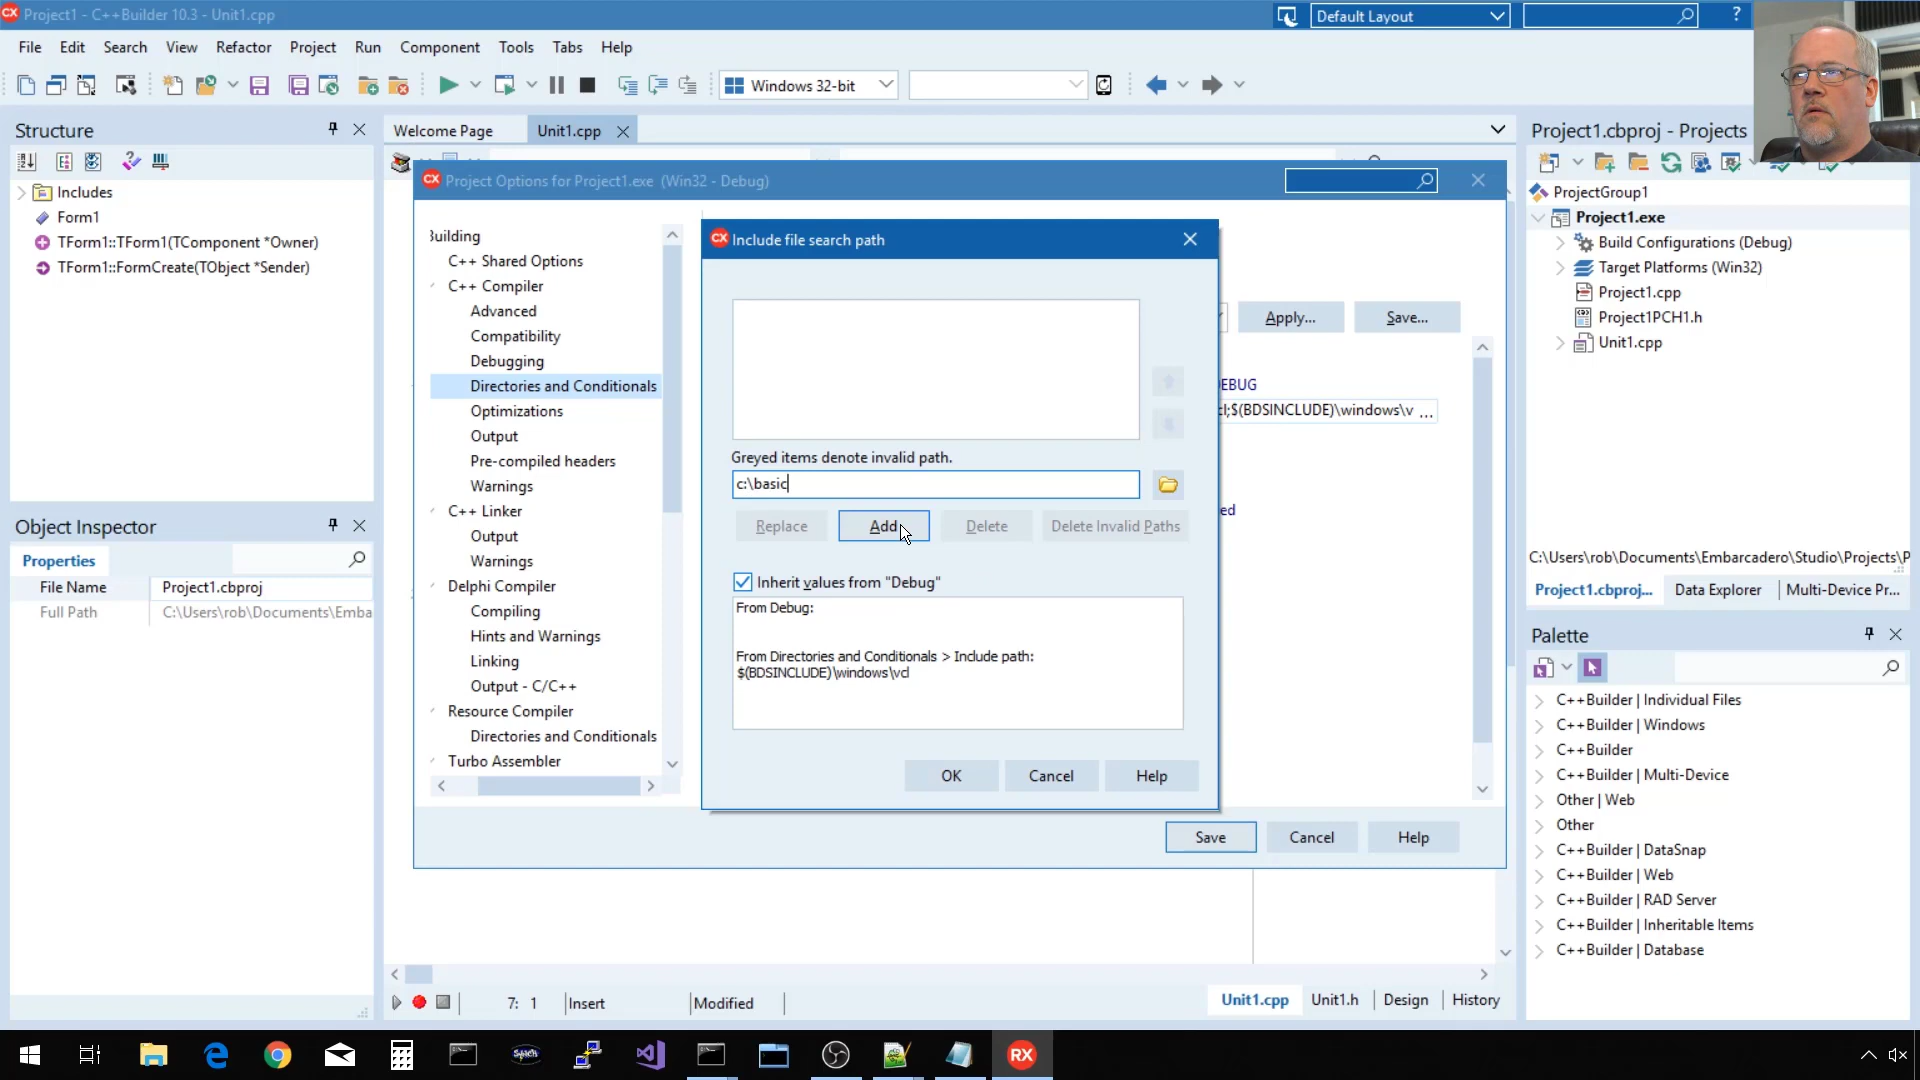 Project1 - C++Builder 10.3 - Unit1.cpp
Default Layout
?
File Edit Search View Refactor Project Run Component Tools Tabs Help
Windows 32-bit
Structure
Includes
Form1
TForm1::TForm1(TComponent *Owner)
TForm1::FormCreate(TObject *Sender)
Object Inspector
Properties
File Name Project1.cbproj
Full Path C:\Users\rob\Documents\Emba
Welcome Page Unit1.cpp
Project Options for Project1.exe (Win32 - Debug)
Building
C++ Shared Options
C++ Compiler
Advanced
Compatibility
Debugging
Directories and Conditionals
Optimizations
Output
Pre-compiled headers
Warnings
C++ Linker
Output
Warnings
Delphi Compiler
Compiling
Hints and Warnings
Linking
Output - C/C++
Resource Compiler
Directories and Conditionals
Turbo Assembler
Apply... Save...
EBUG
cl;$(BDSINCLUDE)\windows\v ...
ed
Include file search path
Greyed items denote invalid path.
c:\basic
Replace Add Delete Delete Invalid Paths
Inherit values from "Debug"
From Debug:
From Directories and Conditionals > Include path:
$(BDSINCLUDE)\windows\vcl
OK Cancel Help
Save Cancel Help
7: 1 Insert Modified
Unit1.cpp Unit1.h Design History
Project1.cbproj - Projects
ProjectGroup1
Project1.exe
Build Configurations (Debug)
Target Platforms (Win32)
Project1.cpp
Project1PCH1.h
Unit1.cpp
C:\Users\rob\Documents\Embarcadero\Studio\Projects\P
Project1.cbproj... Data Explorer Multi-Device Pr...
Palette
C++Builder | Individual Files
C++Builder | Windows
C++Builder
C++Builder | Multi-Device
Other | Web
Other
C++Builder | DataSnap
C++Builder | Web
C++Builder | RAD Server
C++Builder | Inheritable Items
C++Builder | Database
RX